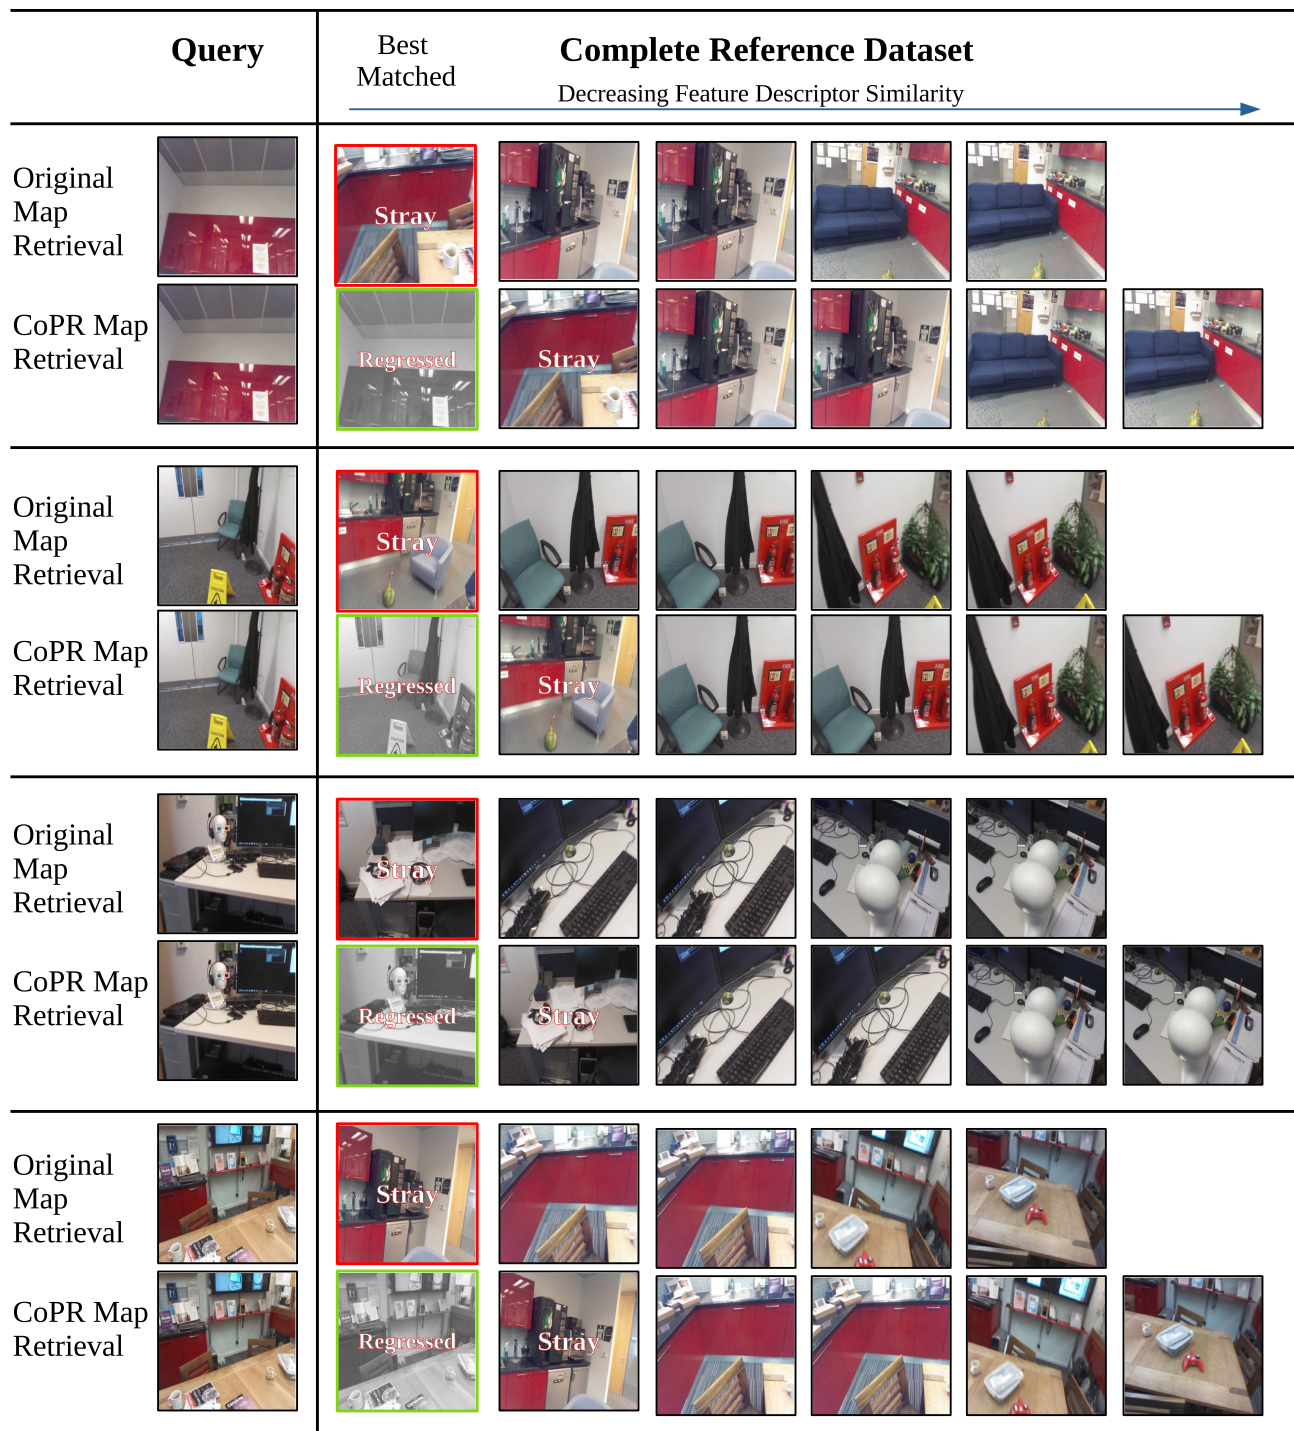 Query
Best
Matched
Complete Reference Dataset
Decreasing Feature Descriptor Similarity
Original
Map
Retrieval
Stray
CoPR Map
Retrieval
Regressed
Stray
Original
Map
Retrieval
Stray
FIRE
CoPR Map
Retrieval
Regressed
Stray
FIRE
Original
Map
Retrieval
Stray
CoPR Map
Retrieval
Regressed
Stray
Original
Map
Retrieval
Stray
CoPR Map
Retrieval
Regressed
Stray